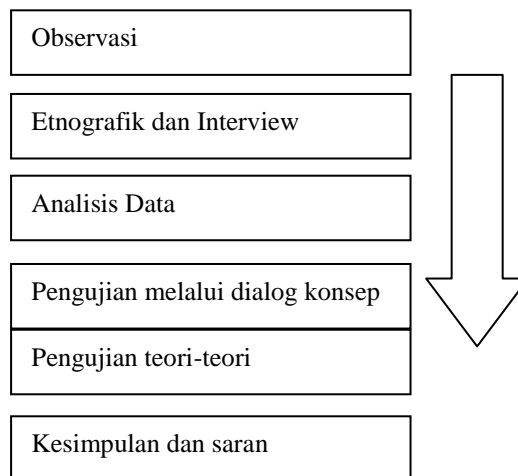 Observasi
Etnografik dan Interview
Analisis Data
Pengujian melalui dialog konsep
Pengujian teori-teori
Kesimpulan dan saran